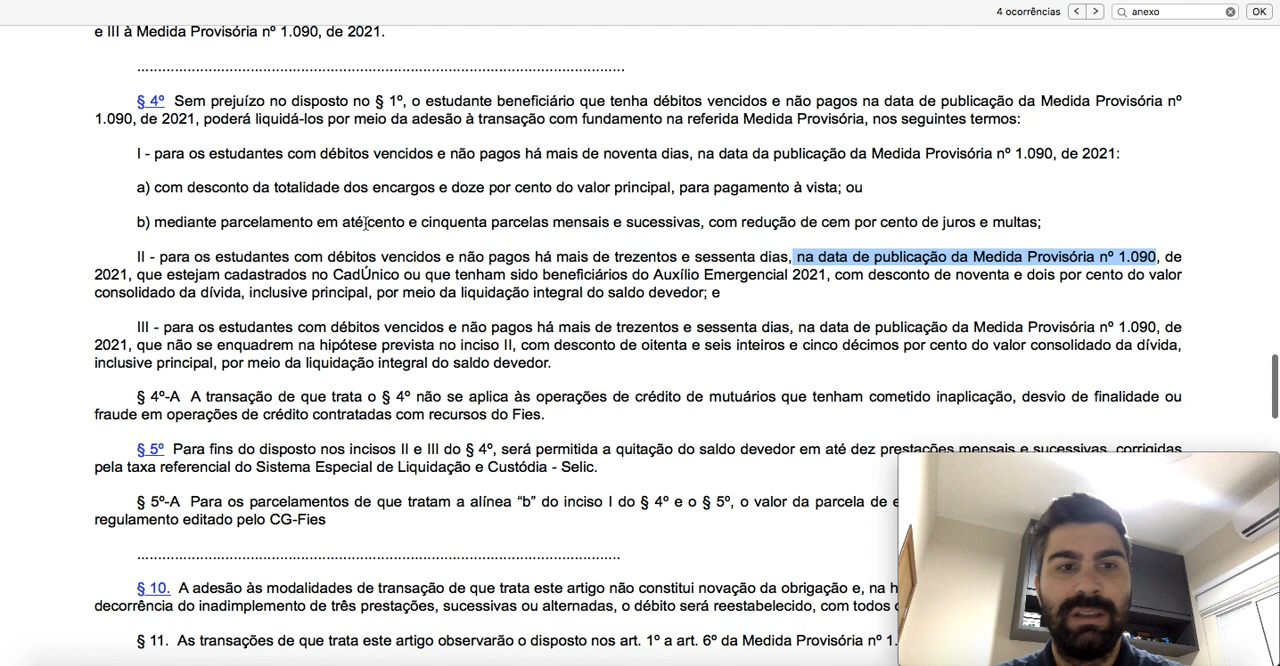 4 ocorrências < > anexo OK
e III à Medida Provisória nº 1.090, de 2021.
........................................................................................................................
§ 4º Sem prejuízo no disposto no § 1º, o estudante beneficiário que tenha débitos vencidos e não pagos na data de publicação da Medida Provisória nº
1.090, de 2021, poderá liquidá-los por meio da adesão à transação com fundamento na referida Medida Provisória, nos seguintes termos:
I - para os estudantes com débitos vencidos e não pagos há mais de noventa dias, na data da publicação da Medida Provisória nº 1.090, de 2021:
a) com desconto da totalidade dos encargos e doze por cento do valor principal, para pagamento à vista; ou
b) mediante parcelamento em até cento e cinquenta parcelas mensais e sucessivas, com redução de cem por cento de juros e multas;
II - para os estudantes com débitos vencidos e não pagos há mais de trezentos e sessenta dias, na data de publicação da Medida Provisória nº 1.090, de
2021, que estejam cadastrados no CadÚnico ou que tenham sido beneficiários do Auxílio Emergencial 2021, com desconto de noventa e dois por cento do valor
consolidado da dívida, inclusive principal, por meio da liquidação integral do saldo devedor; e
III - para os estudantes com débitos vencidos e não pagos há mais de trezentos e sessenta dias, na data de publicação da Medida Provisória nº 1.090, de
2021, que não se enquadrem na hipótese prevista no inciso II, com desconto de oitenta e seis inteiros e cinco décimos por cento do valor consolidado da dívida,
inclusive principal, por meio da liquidação integral do saldo devedor.
§ 4º-A A transação de que trata o § 4º não se aplica às operações de crédito de mutuários que tenham cometido inaplicação, desvio de finalidade ou
fraude em operações de crédito contratadas com recursos do Fies.
§ 5º Para fins do disposto nos incisos II e III do § 4º, será permitida a quitação do saldo devedor em até dez prestações mensais e sucessivas, corrigidas
pela taxa referencial do Sistema Especial de Liquidação e Custódia - Selic.
§ 5º-A Para os parcelamentos de que tratam a alínea “b” do inciso I do § 4º e o § 5º, o valor da parcela de
regulamento editado pelo CG-Fies
........................................................................................................................
§ 10. A adesão às modalidades de transação de que trata este artigo não constitui novação da obrigação e, na
decorrência do inadimplemento de três prestações, sucessivas ou alternadas, o débito será reestabelecido, com todos
§ 11. As transações de que trata este artigo observarão o disposto nos art. 1º a art. 6º da Medida Provisória nº